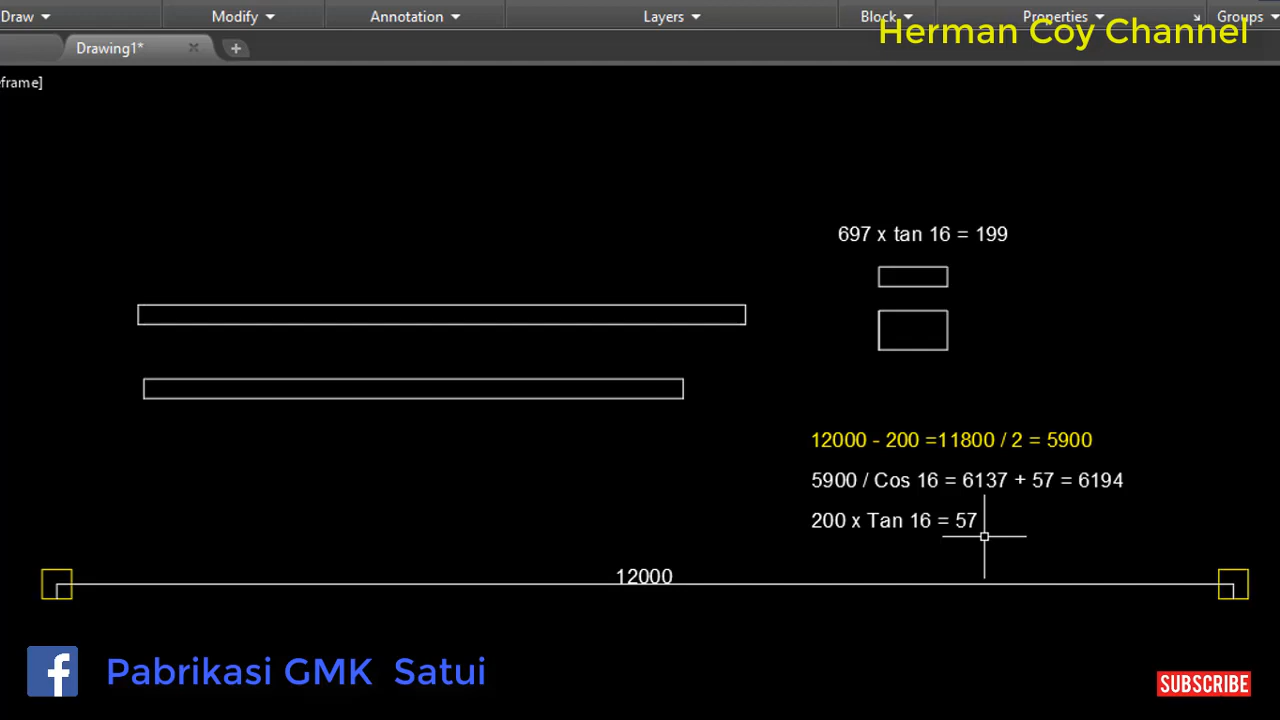 Draw
Modify
Annotation
Layers
Block
Properties
Groups
Herman Coy Channel
Drawing1*
eframe]
697 x tan 16 = 199
12000 - 200 =11800 / 2 = 5900
5900 / Cos 16 = 6137 + 57 = 6194
200 x Tan 16 = 57
12000
Pabrikasi GMK Satui
SUBSCRIBE